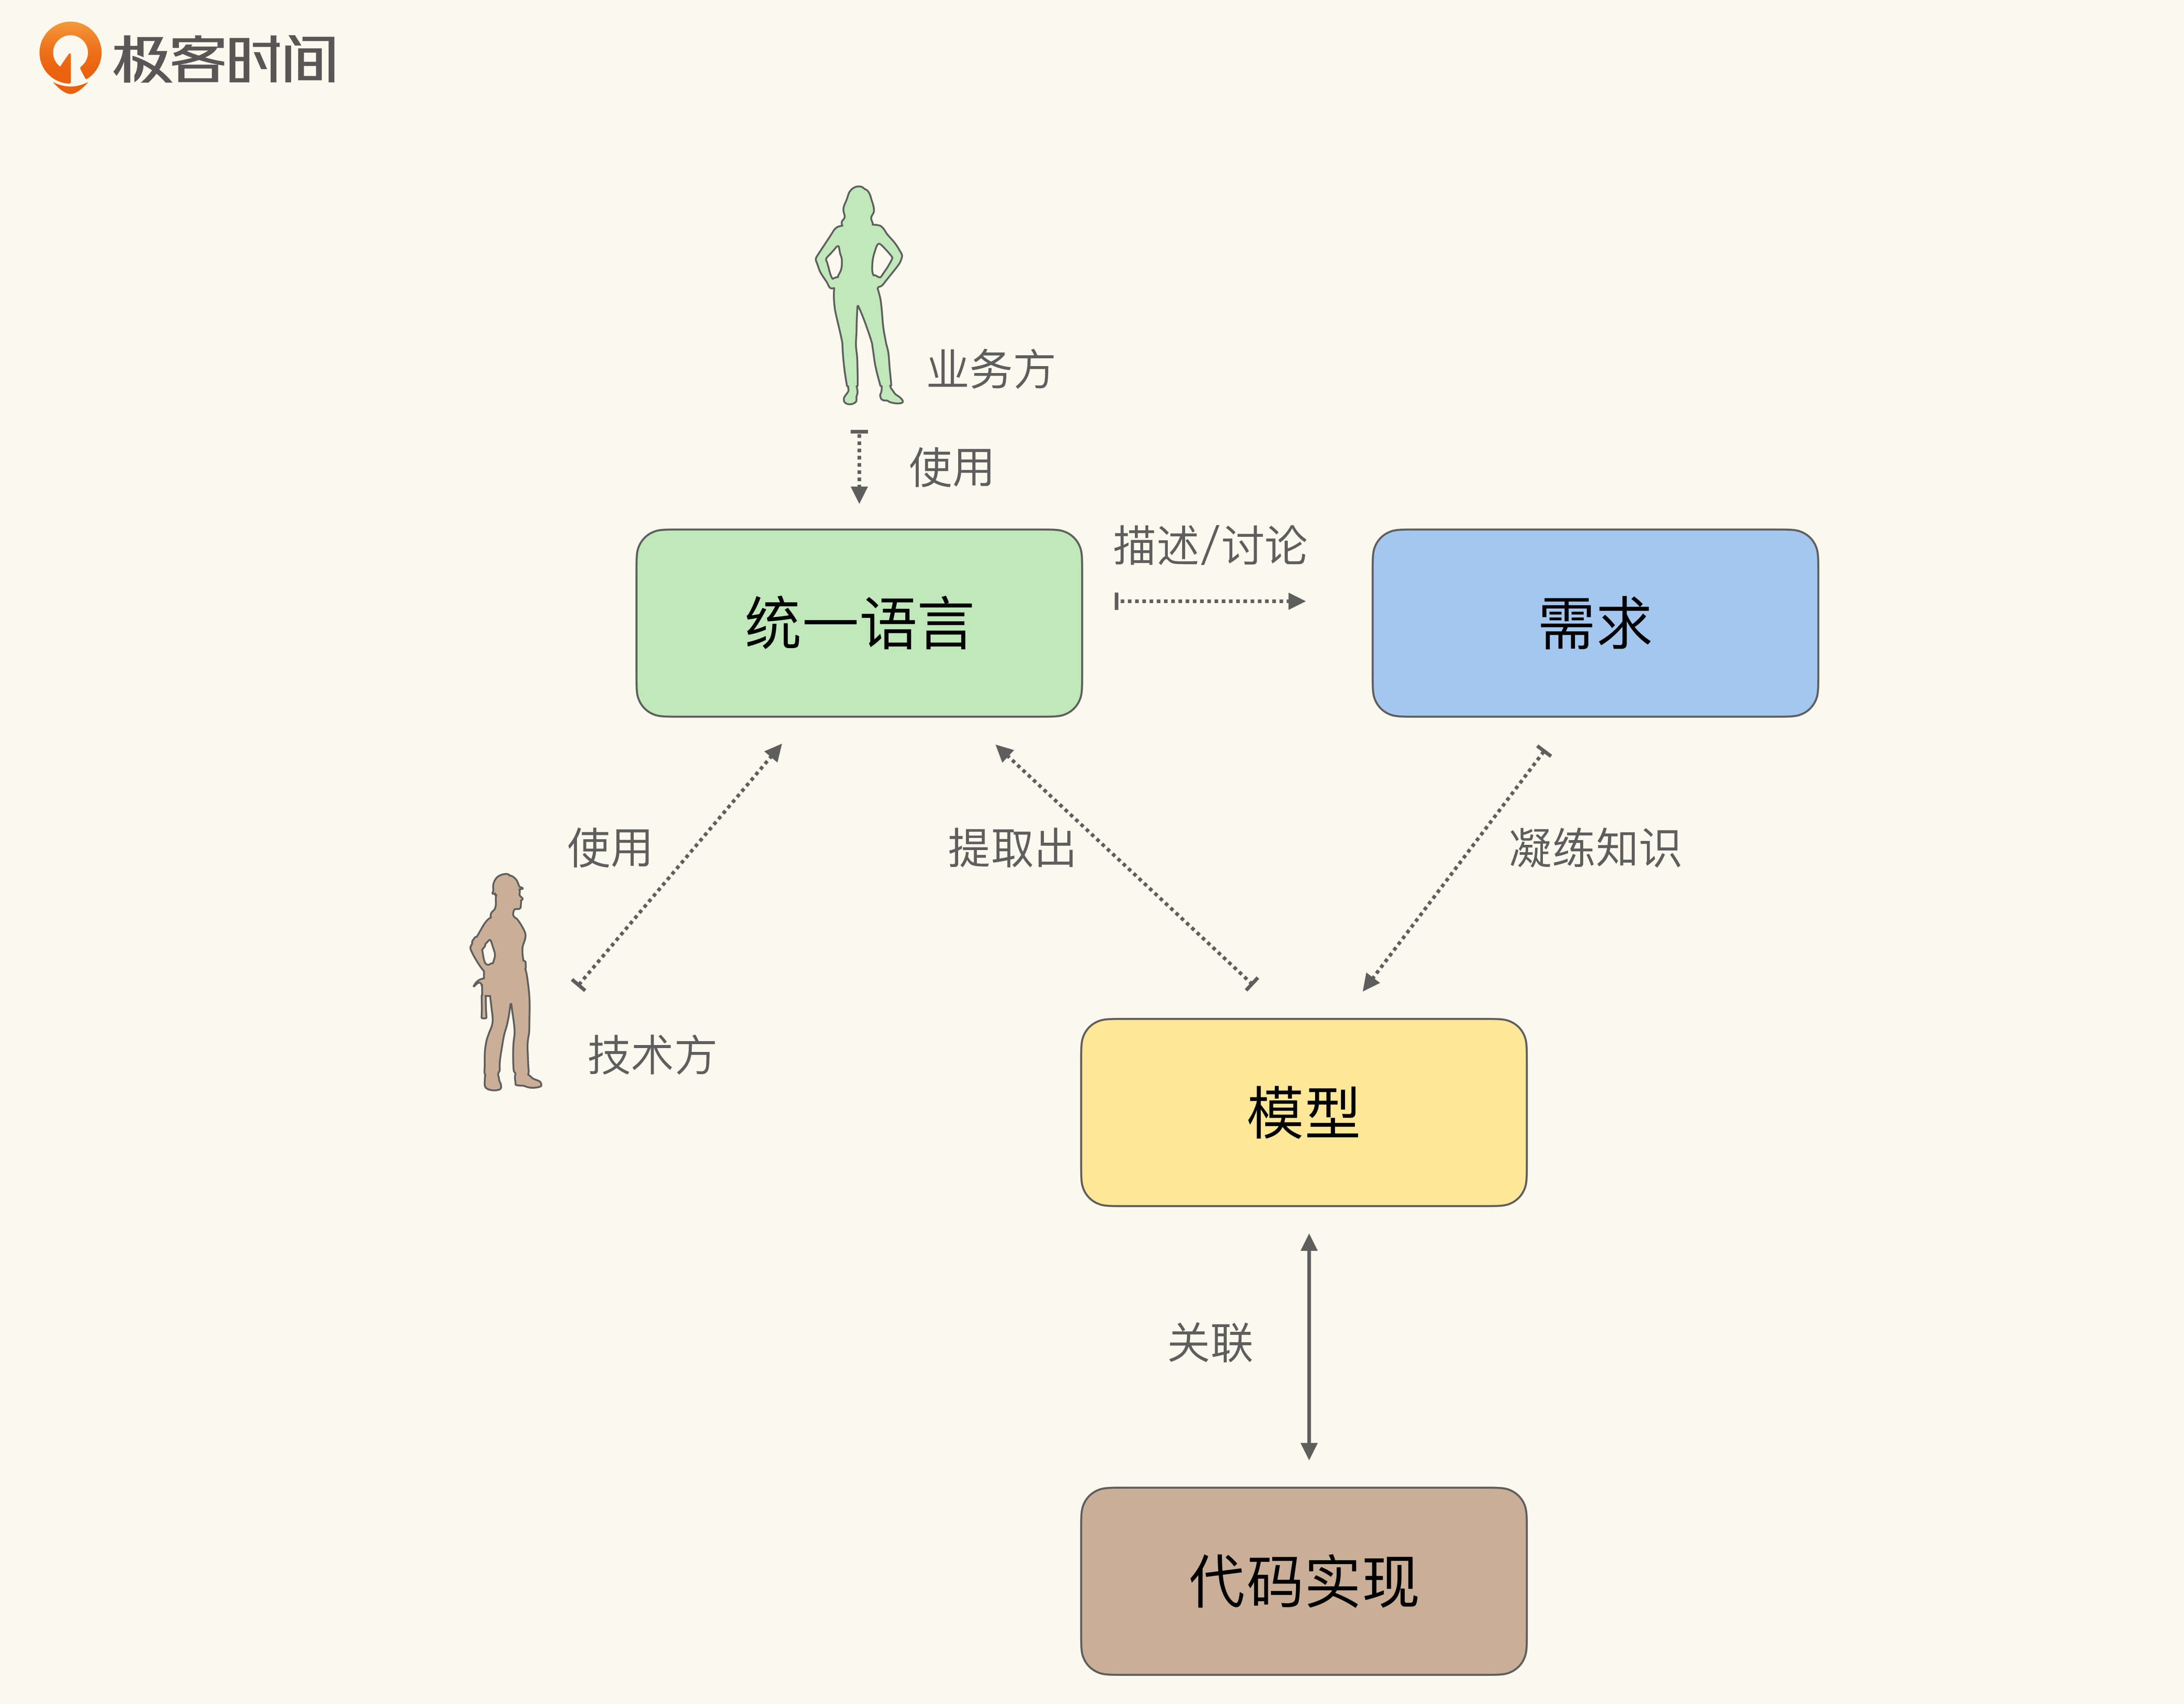 极客时间
业务方
使用
描述/讨论
统一语言
需求
使用
提取出
凝练知识
技术方
模型
关联
代码实现